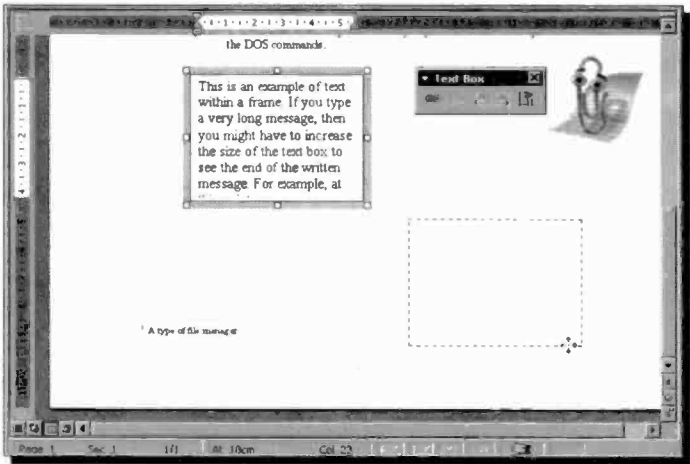 the DOS commands.
This is an example of text
within a frame. If you type
a very long message, then
you might have to increase
the size of the text box to
see the end of the written
message. For example, at
Text Box
1 A type of file manager
Page 1 Sec 1 1/1 At 18cm Col 22